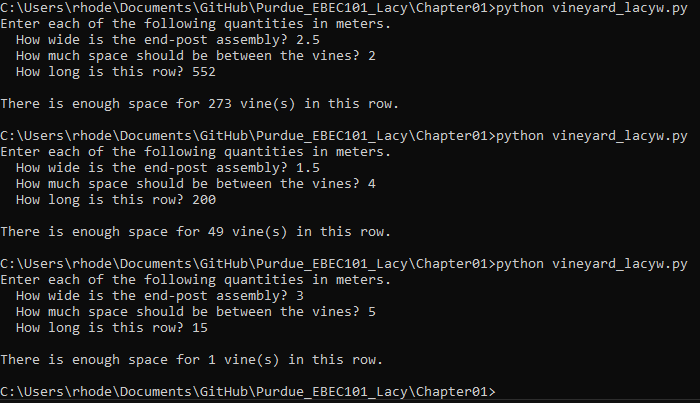 C:\Users\rhode\Documents\GitHub\Purdue_EBEC101_Lacy\Chapter01>python vineyard_lacyw.py
Enter each of the following quantities in meters.
  How wide is the end-post assembly? 2.5
  How much space should be between the vines? 2
  How long is this row? 552

There is enough space for 273 vine(s) in this row.

C:\Users\rhode\Documents\GitHub\Purdue_EBEC101_Lacy\Chapter01>python vineyard_lacyw.py
Enter each of the following quantities in meters.
  How wide is the end-post assembly? 1.5
  How much space should be between the vines? 4
  How long is this row? 200

There is enough space for 49 vine(s) in this row.

C:\Users\rhode\Documents\GitHub\Purdue_EBEC101_Lacy\Chapter01>python vineyard_lacyw.py
Enter each of the following quantities in meters.
  How wide is the end-post assembly? 3
  How much space should be between the vines? 5
  How long is this row? 15

There is enough space for 1 vine(s) in this row.

C:\Users\rhode\Documents\GitHub\Purdue_EBEC101_Lacy\Chapter01>